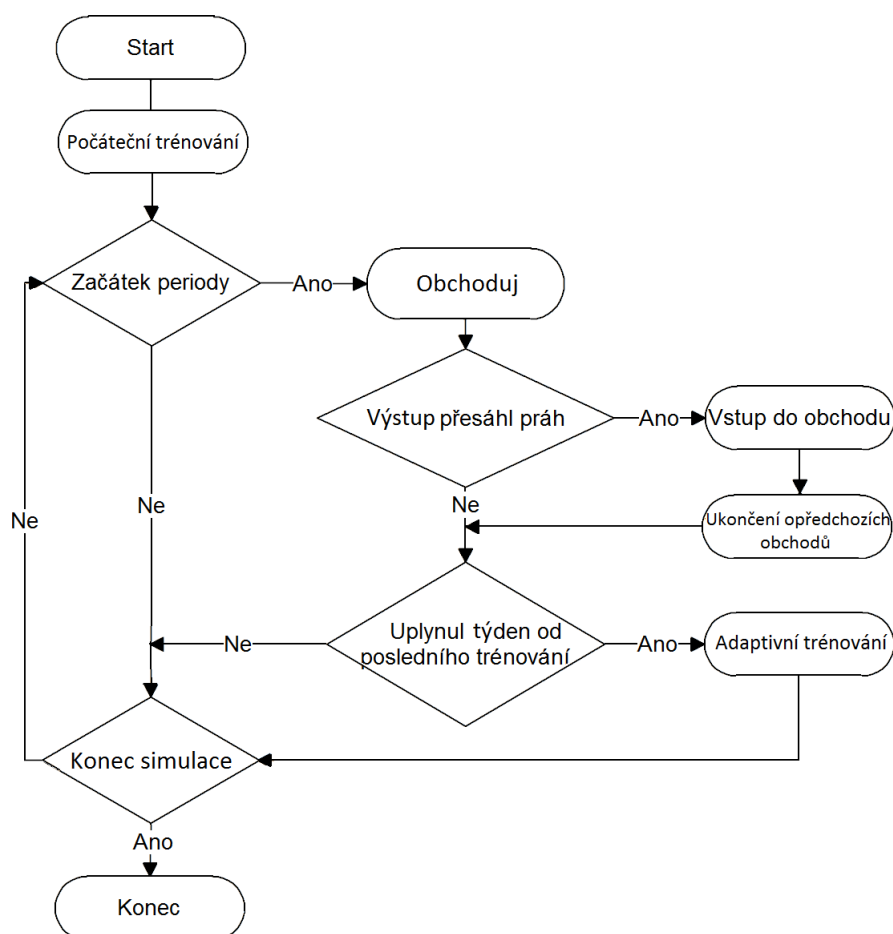 Start
Počáteční trénování
Začátek periody
Ano
Obchoduj
Výstup přesáhl práh
Ano
Vstup do obchodu
Ne
Ne
Ne
Ukončení opředchozích
obchodů
Uplynul týden od
posledního trénování
Ne
Ano
Adaptivní trénování
Konec simulace
Ano
Konec